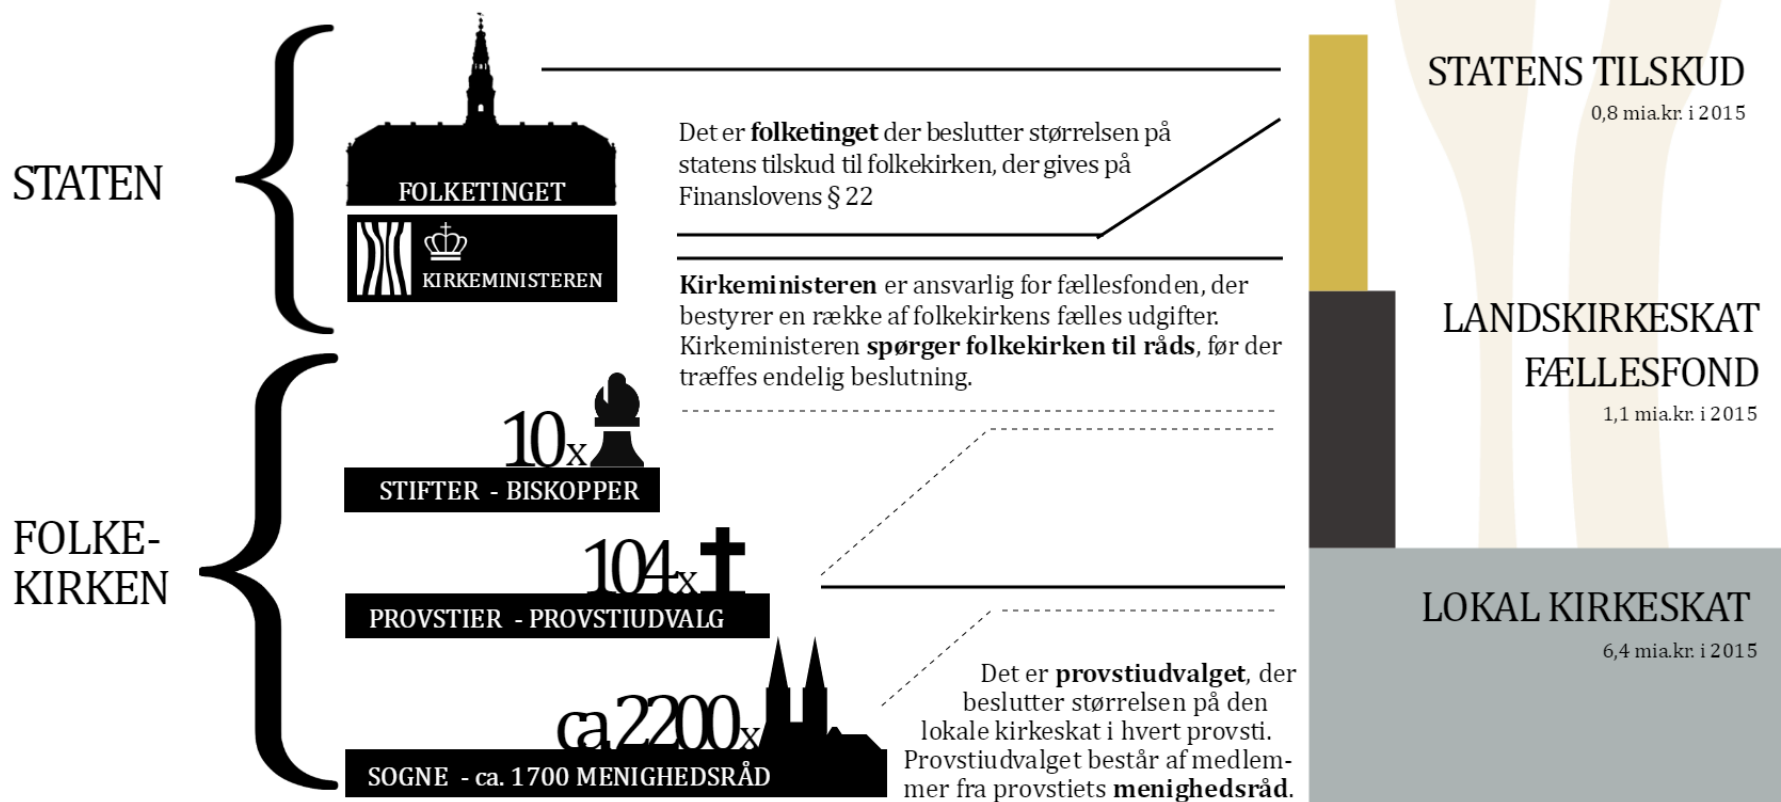 STATEN
FOLKETINGET
KIRKEMINISTEREN
Det er folketinget der beslutter størrelsen på
statens tilskud til folkekirken, der gives på
Finanslovens § 22
Kirkeministeren er ansvarlig for fællesfonden, der
bestyrer en række af folkekirkens fælles udgifter.
Kirkeministeren spørger folkekirken til råds, før der
træffes endelig beslutning.
STATENS TILSKUD
0,8 mia.kr. i 2015
LANDSKIRKESKAT
FÆLLESFOND
1,1 mia.kr. i 2015
FOLKE-
KIRKEN
10x
STIFTER - BISKOPPER
104x
PROVSTIER - PROVSTIUDVALG
ca. 2200x
SOGNE - ca. 1700 MENIGHEDSRÅD
Det er provstiudvalget, der
beslutter størrelsen på den
lokale kirkeskat i hvert provsti.
Provstiudvalget består af medlem-
mer fra provstiets menighedsråd.
LOKAL KIRKESKAT
6,4 mia.kr. i 2015